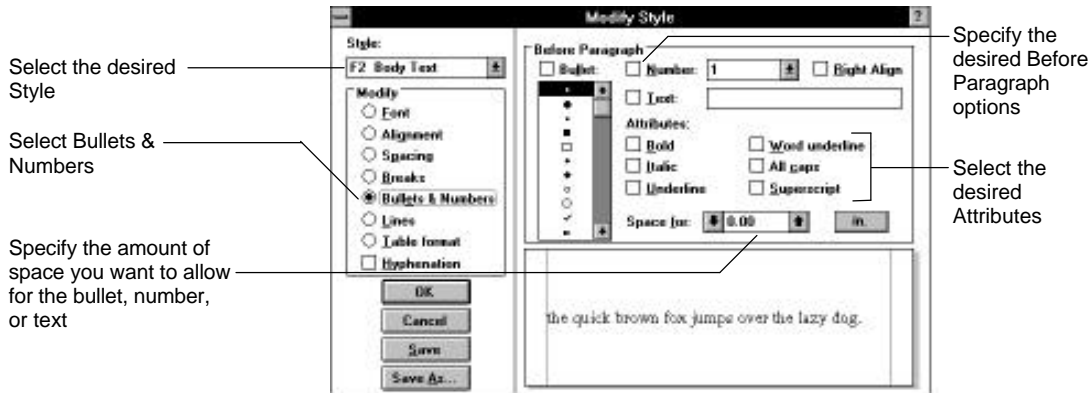 Modify Style
?
Select the desired
Style
Select Bullets &
Numbers
Specify the amount of
space you want to allow
for the bullet, number,
or text
Style:
F2 Body Text
Modify
Font
Alignment
Spacing
Breaks
Bullets & Numbers
Lines
Table format
Hyphenation
OK
Cancel
Save
Save As...
Before Paragraph
Bullet:
Number: 1
Right Align
Text:
Attributes:
Bold
Word underline
Italic
All caps
Underline
Superscript
Space for: 0.00 in.
the quick brown fox jumps over the lazy dog.
Specify the
desired Before
Paragraph
options
Select the
desired
Attributes